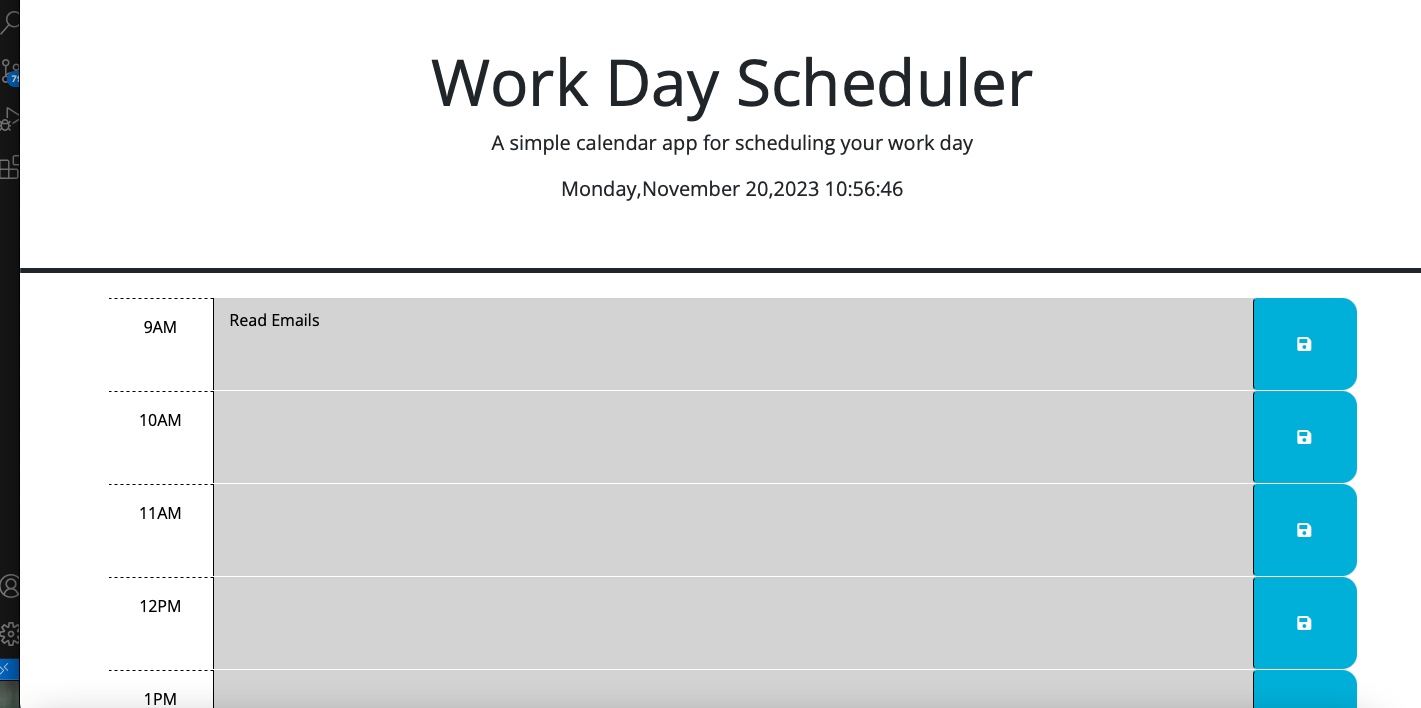 Work Day Scheduler
A simple calendar app for scheduling your work day
Monday,November 20,2023 10:56:46
9AM
Read Emails
10AM
11AM
12PM
1PM